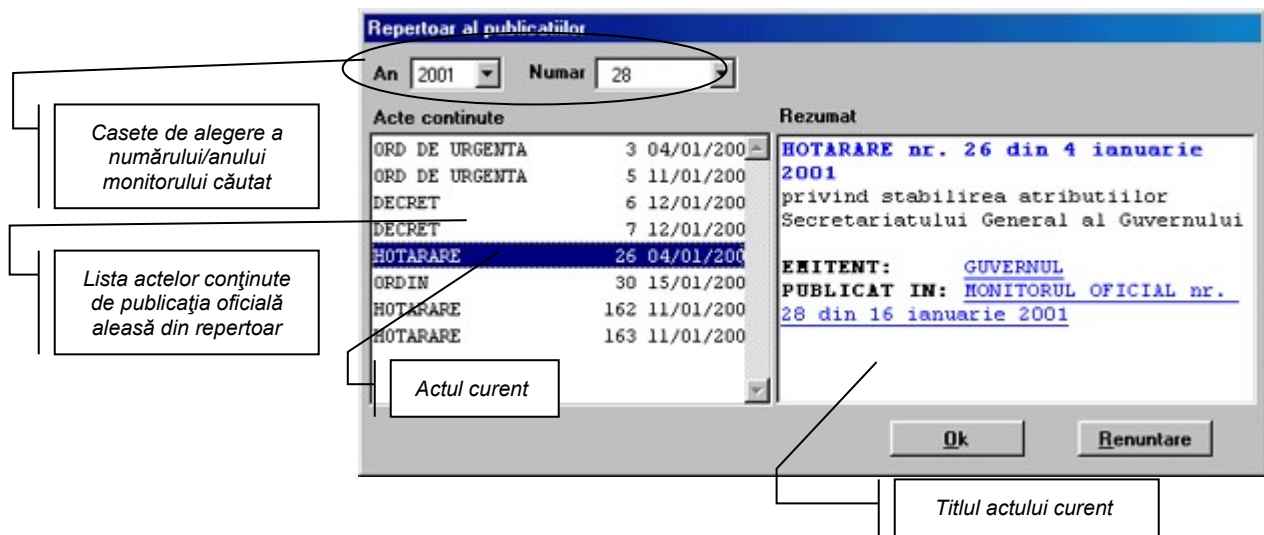 Repertoar al publicatiilor
An 2001 Numar 28
Casete de alegere a
numărului/anului
monitorului căutat
Acte continute
ORD DE URGENTA 3 04/01/200
ORD DE URGENTA 5 11/01/200
DECRET 6 12/01/200
DECRET 7 12/01/200
HOTARARE 26 04/01/200
ORDIN 30 15/01/200
HOTARARE 162 11/01/200
HOTARARE 163 11/01/200
Rezumat
HOTARARE nr. 26 din 4 ianuarie
2001
privind stabilirea atributiilor
Secretariatului General al Guvernului
EMITENT: GUVERNUL
PUBLICAT IN: MONITORUL OFICIAL nr.
28 din 16 ianuarie 2001
Lista actelor conţinute
de publicaţia oficială
aleasă din repertoar
Actul curent
Ok Renuntare
Titlul actului curent